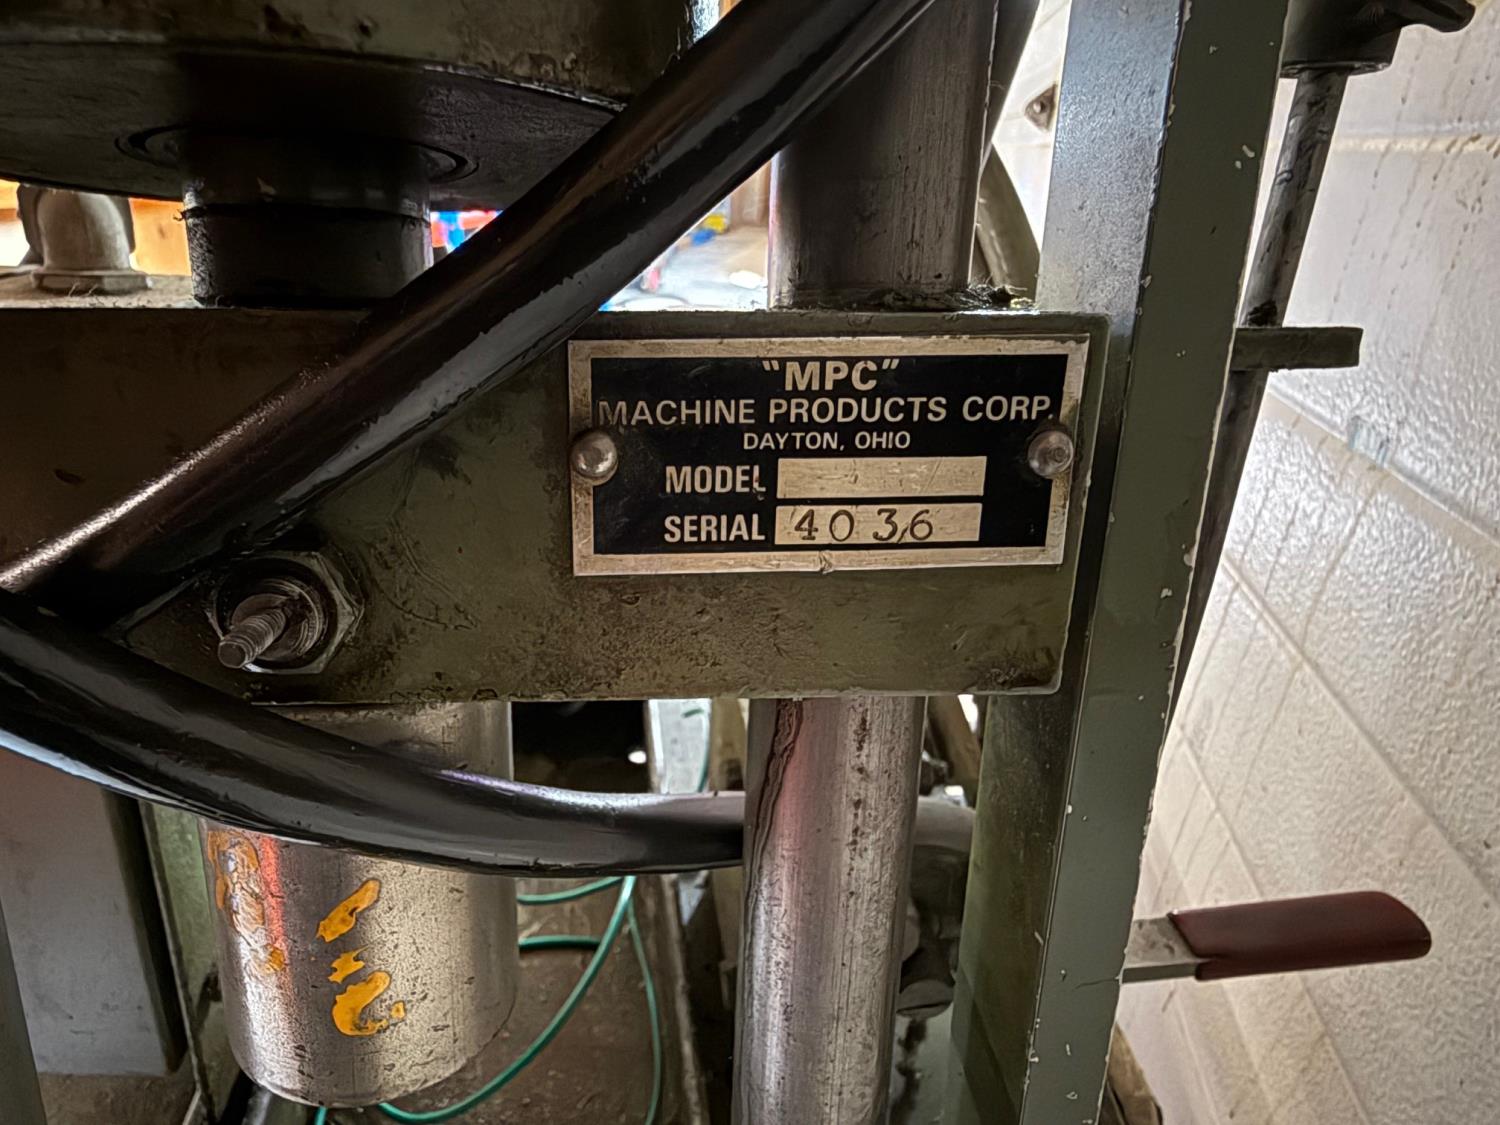 "MPC"
MACHINE PRODUCTS CORP.
DAYTON, OHIO
MODEL
SERIAL 4036